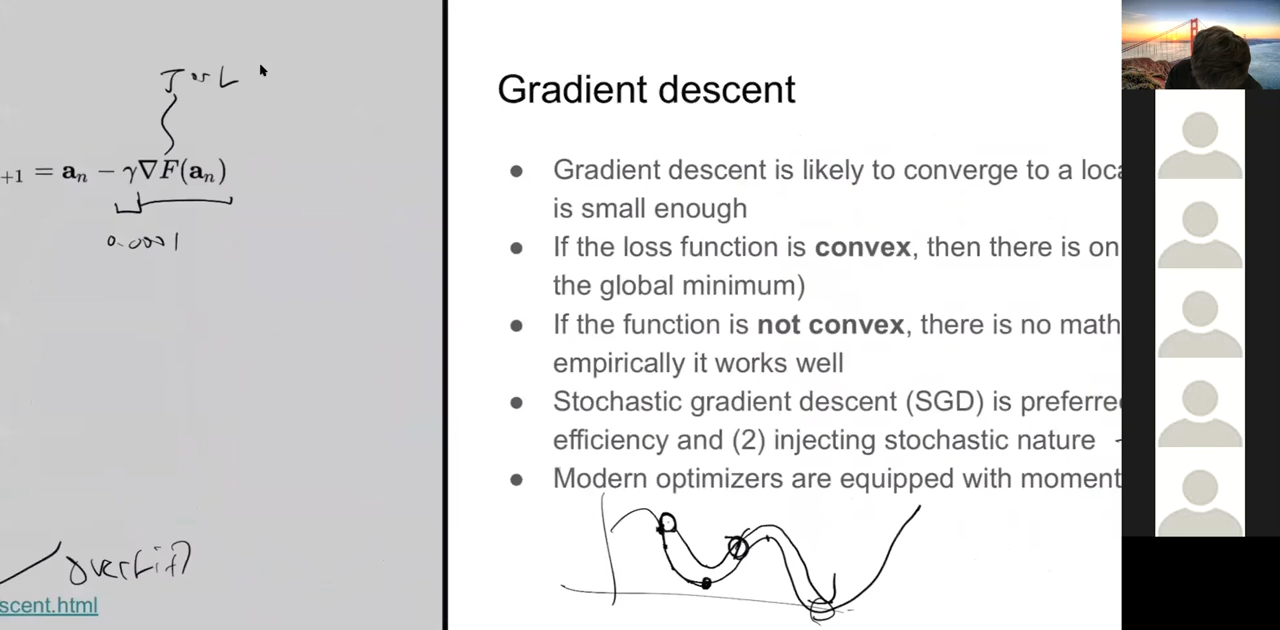 J or L
+1 = aₙ − γ∇F(aₙ)
0.0001
overfit
scent.html
Gradient descent
● Gradient descent is likely to converge to a loca
is small enough
● If the loss function is convex, then there is on
the global minimum)
● If the function is not convex, there is no math
empirically it works well
● Stochastic gradient descent (SGD) is preferre
efficiency and (2) injecting stochastic nature
● Modern optimizers are equipped with moment